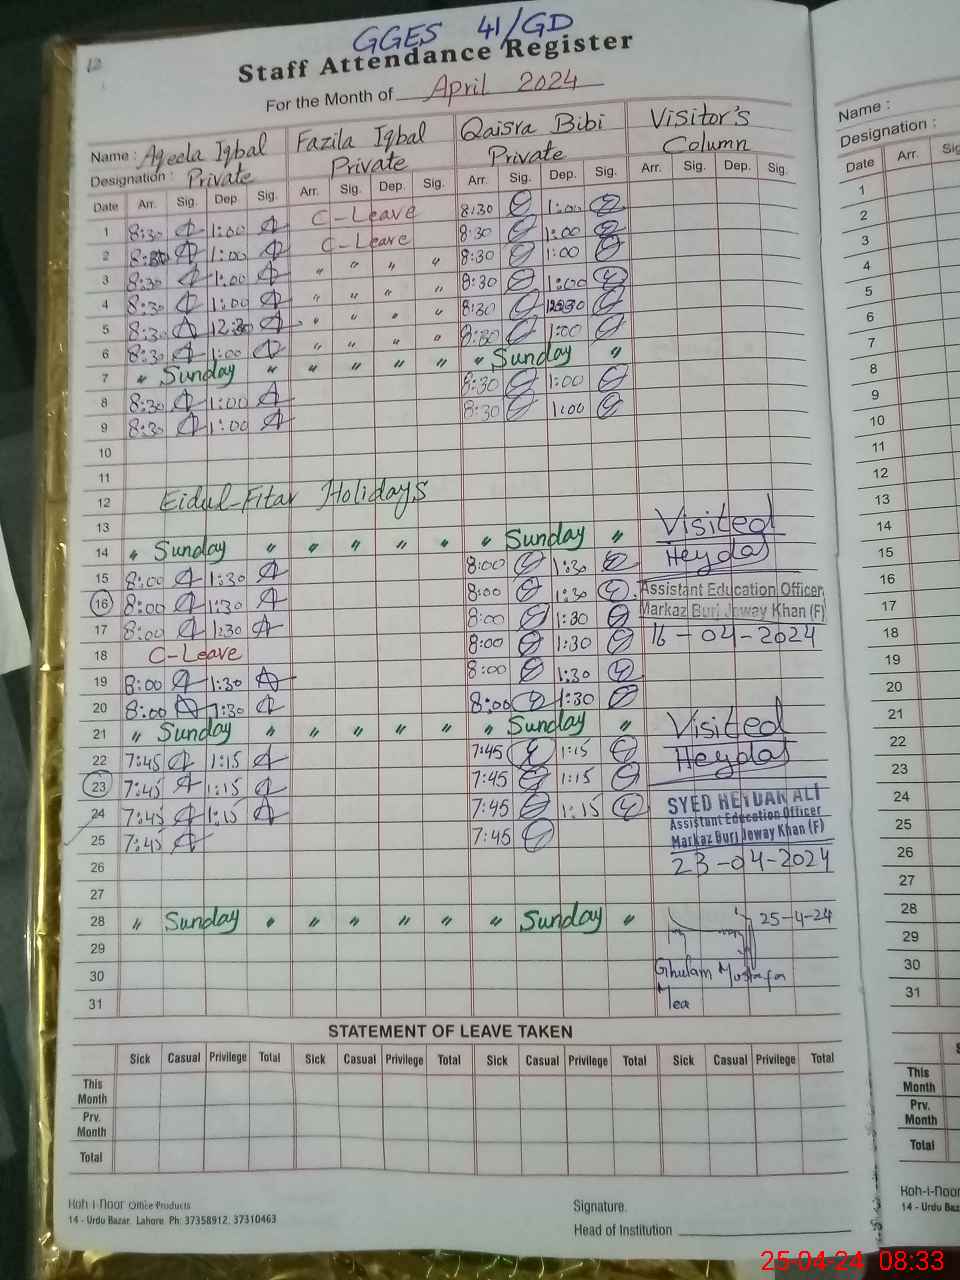 12
GGES 41/GD
Staff Attendance Register
For the Month of April 2024
Name : Aqeela Iqbal Fazila Iqbal Qaisra Bibi Visitor's Column
Designation : Private Private Private
Date Arr. Sig. Dep. Sig. Arr. Sig. Dep. Sig. Arr. Sig. Dep. Sig. Arr. Sig. Dep. Sig.
1 8:30 1:00 C-Leave 8:30 1:00
2 8:30 1:00 C-Leave 8:30 1:00
3 8:30 1:00 " " " " 8:30 1:00
4 8:30 1:00 " " " " 8:30 1:00
5 8:30 12:30 " " " " 8:30 12:30
6 8:30 1:00 " " " " 8:30 1:00
7 " Sunday " " " " " " Sunday "
8 8:30 1:00 8:30 1:00
9 8:30 1:00 8:30 1:00
10
11
12 Eidul-Fitar Holidays
13 Visited
14 " Sunday " " " " " " Sunday " Heydar
15 8:00 1:30 8:00 1:30
16 8:00 1:30 8:00 1:30 Assistant Education Officer
17 8:00 1:30 8:00 1:30 Markaz Burj Jeway Khan (F)
18 C-Leave 8:00 1:30 16-04-2024
19 8:00 1:30 8:00 1:30
20 8:00 1:30 8:00 1:30
21 " Sunday " " " " " " Sunday " Visited
22 7:45 1:15 7:45 1:15 Heydar
23 7:45 1:15 7:45 1:15
24 7:45 1:15 7:45 1:15 SYED HEYDAR ALI
Assistant Education Officer
25 7:45 7:45 Markaz Burj Jeway Khan (F)
26 23-04-2024
27
28 " Sunday " " " " " " Sunday " 25-4-24
29
30 Ghulam Mustafa
31 Mea
STATEMENT OF LEAVE TAKEN
Sick Casual Privilege Total Sick Casual Privilege Total Sick Casual Privilege Total Sick Casual Privilege Total
This Month
Prv. Month
Total
Koh-i-Noor Office Products
14 - Urdu Bazar, Lahore. Ph: 37358912, 37310463
Signature.
Head of Institution
Name :
Designation :
Date Arr. Sig
1
2
3
4
5
6
7
8
9
10
11
12
13
14
15
16
17
18
19
20
21
22
23
24
25
26
27
28
29
30
31
This Month
Prv. Month
Total
Koh-i-Noor
14 - Urdu Baz
25-04-24 08:33